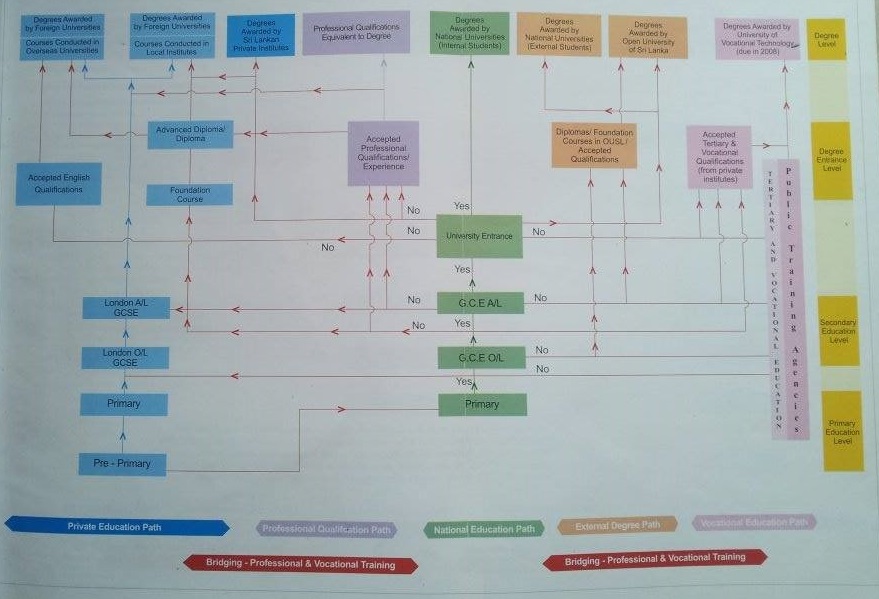 Degrees Awarded
by Foreign Universities
Courses Conducted in
Overseas Universities
Degrees Awarded
by Foreign Universities
Courses Conducted in
Local Institutes
Degrees
Awarded by
Sri Lankan
Private Institutes
Professional Qualifications
Equivalent to Degree
Degrees
Awarded by
National Universities
(Internal Students)
Degrees
Awarded by
National Universities
(External Students)
Degrees
Awarded by
Open University
of Sri Lanka
Degrees Awarded by
University of
Vocational Technology
(due in 2008)
Degree
Level
Advanced Diploma/
Diploma
Accepted
Professional
Qualifications/
Experience
Diplomas/ Foundation
Courses in OUSL/
Accepted
Qualifications
Accepted
Tertiary &
Vocational
Qualifications
(from private
institutes)
Degree
Entrance
Level
Accepted English
Qualifications
Foundation
Course
TERTIARY AND VOCATIONAL EDUCATION
Public Training Agencies
No
Yes
University Entrance
No
No
No
Yes
London A/L
GCSE
No
G.C.E A/L
No
No
Yes
Secondary
Education
Level
London O/L
GCSE
G.C.E O/L
No
No
Yes
Primary
Primary
Primary
Education
Level
Pre - Primary
Private Education Path
Professional Qualifcation Path
National Education Path
External Degree Path
Vocational Education Path
Bridging - Professional & Vocational Training
Bridging - Professional & Vocational Training